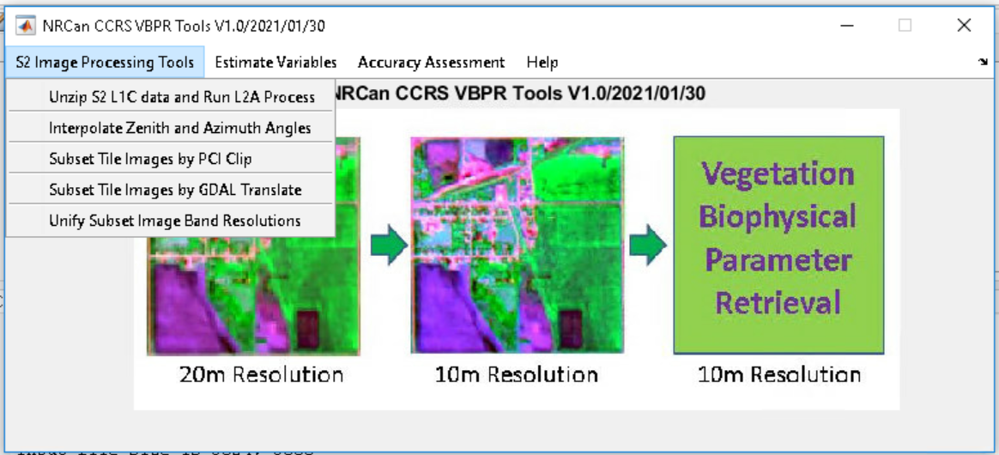 NRCan CCRS VBPR Tools V1.0/2021/01/30
S2 Image Processing Tools Estimate Variables Accuracy Assessment Help
Unzip S2 L1C data and Run L2A Process
NRCan CCRS VBPR Tools V1.0/2021/01/30
Interpolate Zenith and Azimuth Angles
Subset Tile Images by PCI Clip
Subset Tile Images by GDAL Translate
Unify Subset Image Band Resolutions
Vegetation
Biophysical
Parameter
Retrieval
20m Resolution 10m Resolution 10m Resolution